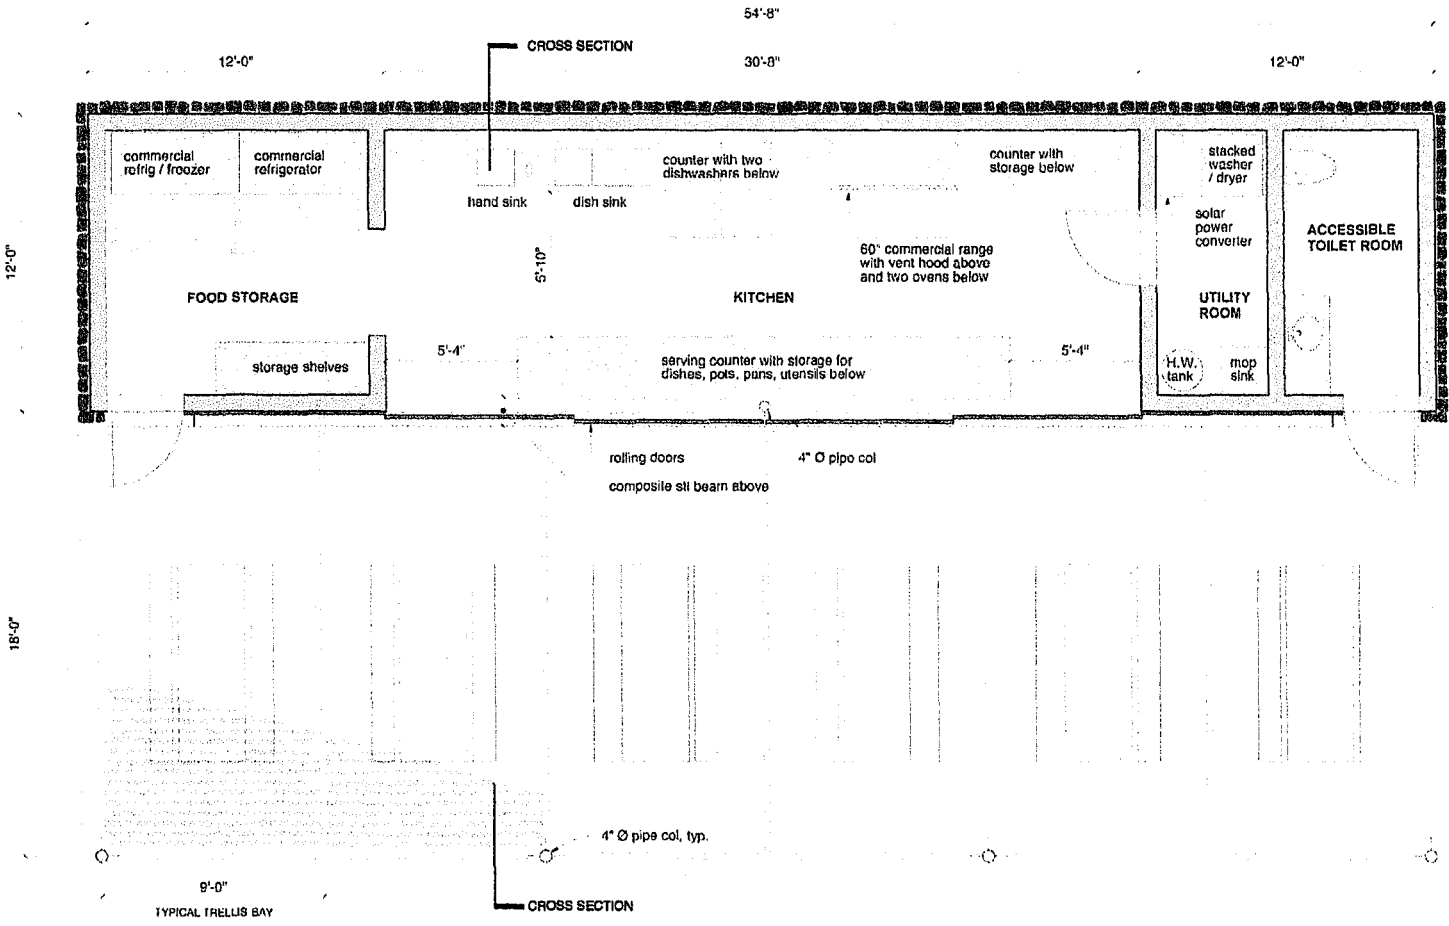 54'-8"
CROSS SECTION
12'-0"
30'-8"
12'-0"
commercial
refrig / freezer
commercial
refrigerator
counter with two
dishwashers below
counter with
storage below
stacked
washer
/ dryer
hand sink
dish sink
solar
power
converter
ACCESSIBLE
TOILET ROOM
12'-0"
5'-10"
60" commercial range
with vent hood above
and two ovens below
FOOD STORAGE
KITCHEN
UTILITY
ROOM
5'-4"
5'-4"
storage shelves
serving counter with storage for
dishes, pots, pans, utensils below
H.W.
tank
mop
sink
rolling doors
4" O pipe col
composite stl beam above
18'-0"
4" Ø pipe col, typ.
9'-0"
TYPICAL TRELLIS BAY
CROSS SECTION